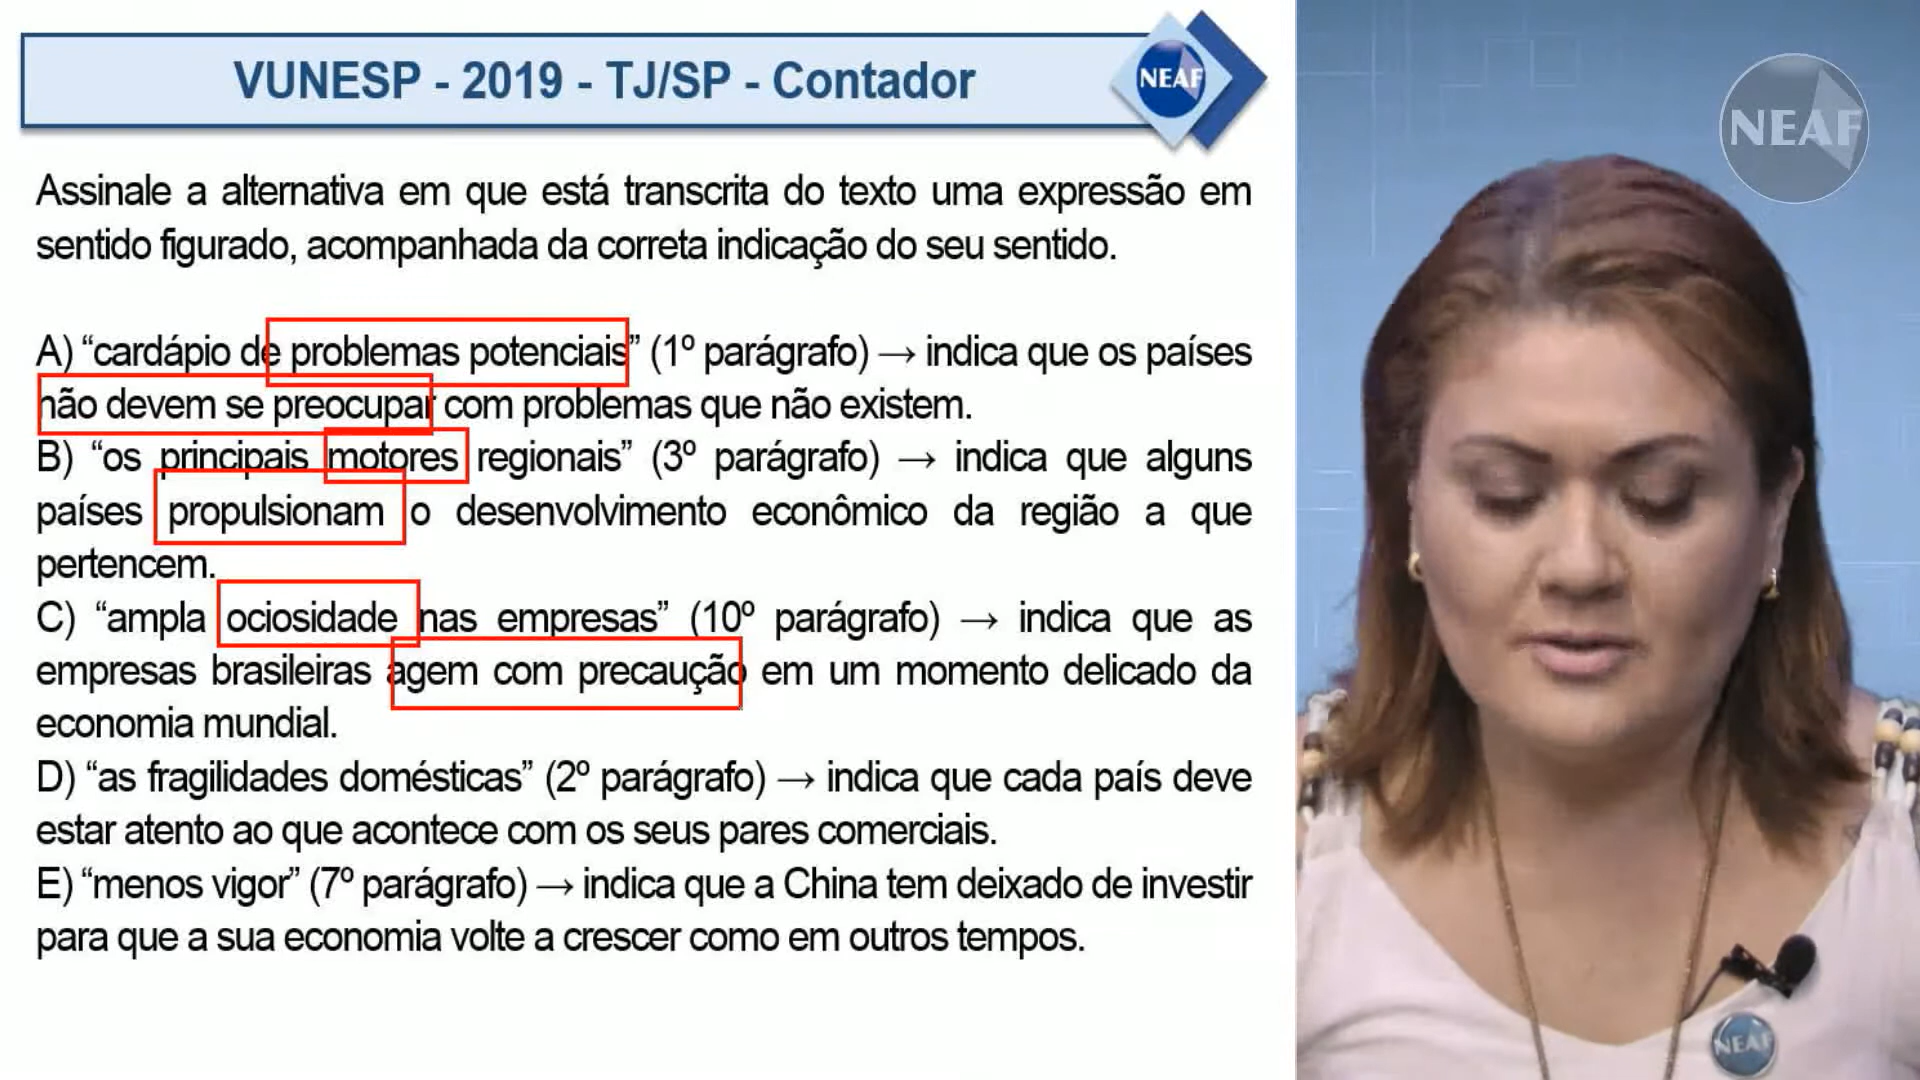 VUNESP - 2019 - TJ/SP - Contador
NEAF
NEAF
Assinale a alternativa em que está transcrita do texto uma expressão em
sentido figurado, acompanhada da correta indicação do seu sentido.
A) “cardápio de problemas potenciais” (1º parágrafo) → indica que os países
não devem se preocupar com problemas que não existem.
B) “os principais motores regionais” (3º parágrafo) → indica que alguns
países propulsionam o desenvolvimento econômico da região a que
pertencem.
C) “ampla ociosidade nas empresas” (10º parágrafo) → indica que as
empresas brasileiras agem com precaução em um momento delicado da
economia mundial.
D) “as fragilidades domésticas” (2º parágrafo) → indica que cada país deve
estar atento ao que acontece com os seus pares comerciais.
E) “menos vigor” (7º parágrafo) → indica que a China tem deixado de investir
para que a sua economia volte a crescer como em outros tempos.
NEAF